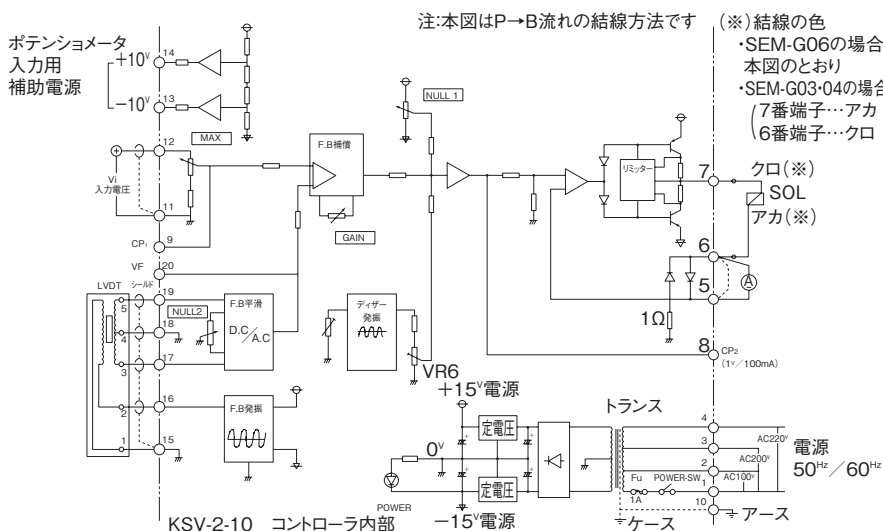 注:本図はP→B流れの結線方法です
(※)結線の色
・SEM-G06の場合
本図のとおり
・SEM-G03・04の場合
7番端子…アカ
6番端子…クロ
ポテンショメータ
入力用
補助電源
+10V
-10V
14
13
12
MAX
Vi
入力電圧
11
9
CP1
20
VF
LVDT
シールド
19
5
18
4
17
3
16
2
15
1
NULL2
F.B平滑
D.C/A.C
F.B発振
F.B補償
GAIN
NULL 1
ディザー
発振
VR6
リミッター
7
クロ(※)
SOL
アカ(※)
6
5
A
1Ω
8
CP2
(1V/100mA)
+15V電源
定電圧
0V
定電圧
POWER
-15V電源
トランス
4
3
2
1
10
AC220V
AC200V
AC100V
電源
50Hz/60Hz
Fu
1A
POWER-SW
ケース
アース
KSV-2-10 コントローラ内部